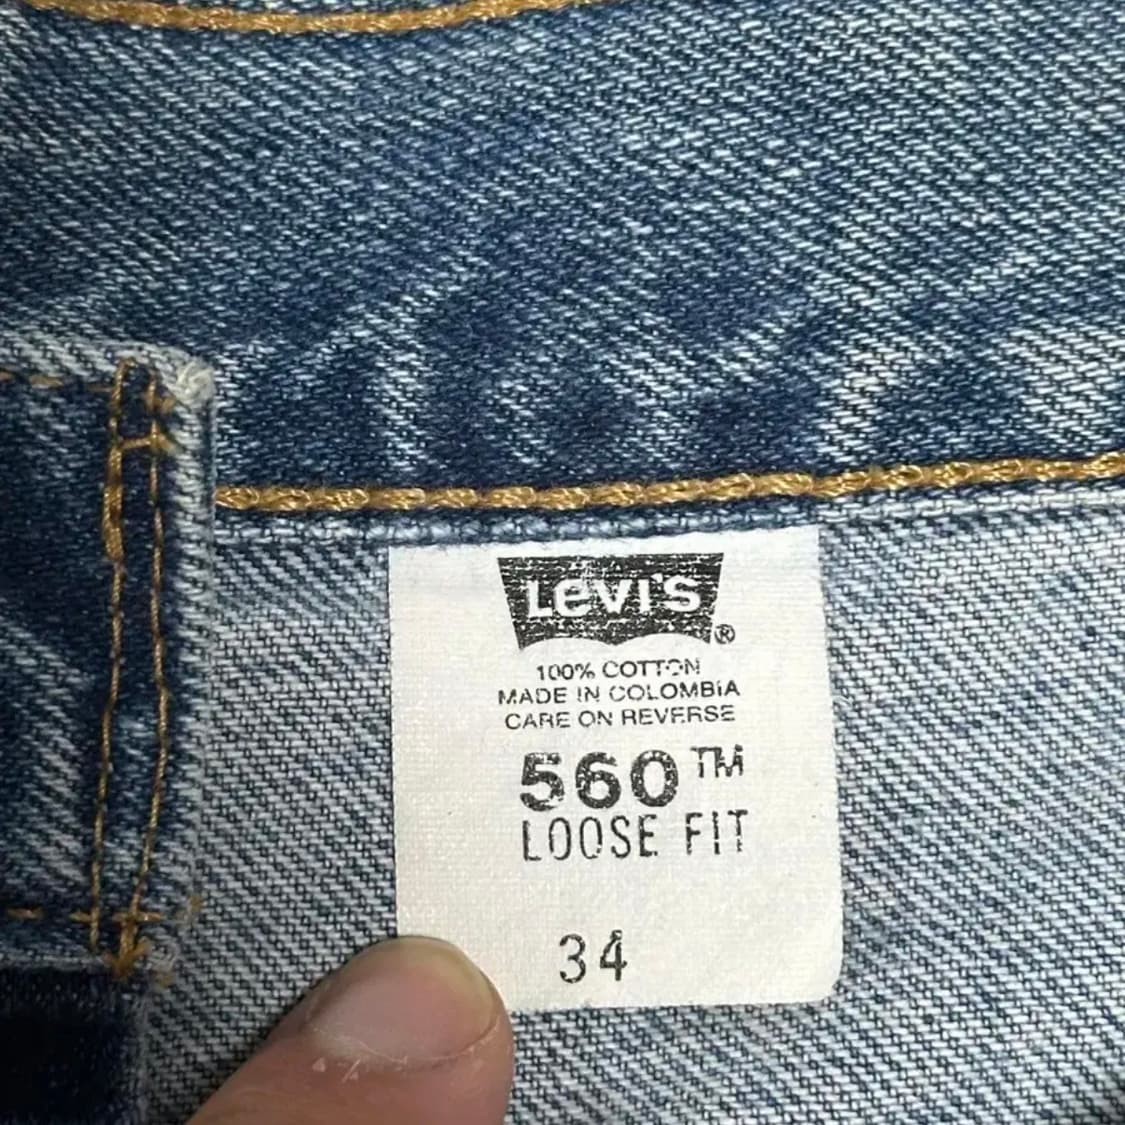 Levi's®
100% COTTON
MADE IN COLOMBIA
CARE ON REVERSE
560™
LOOSE FIT
34